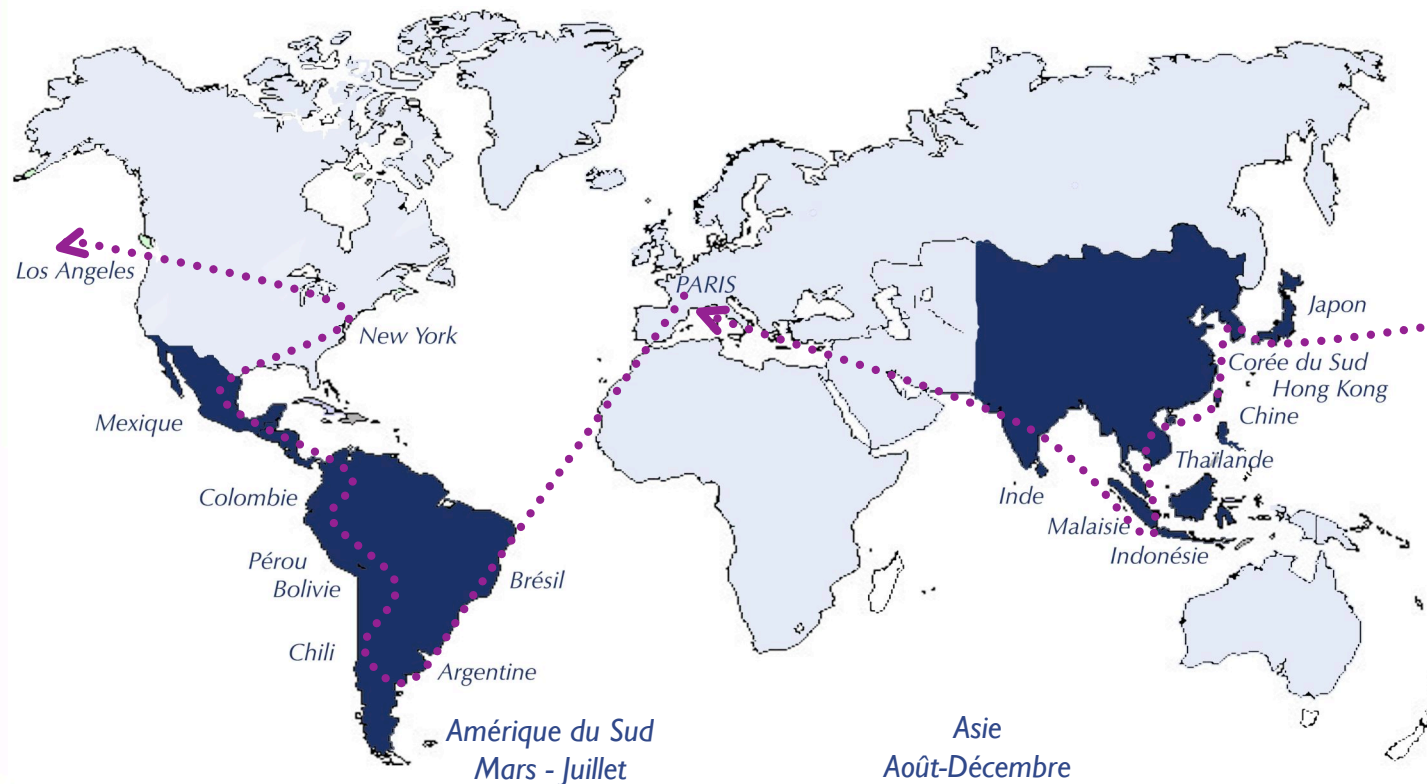 Los Angeles
PARIS
New York
Japon
Corée du Sud
Hong Kong
Chine
Mexique
Thaïlande
Colombie
Inde
Malaisie
Indonésie
Pérou
Bolivie
Brésil
Chili
Argentine
Amérique du Sud
Mars - Juillet
Asie
Août-Décembre